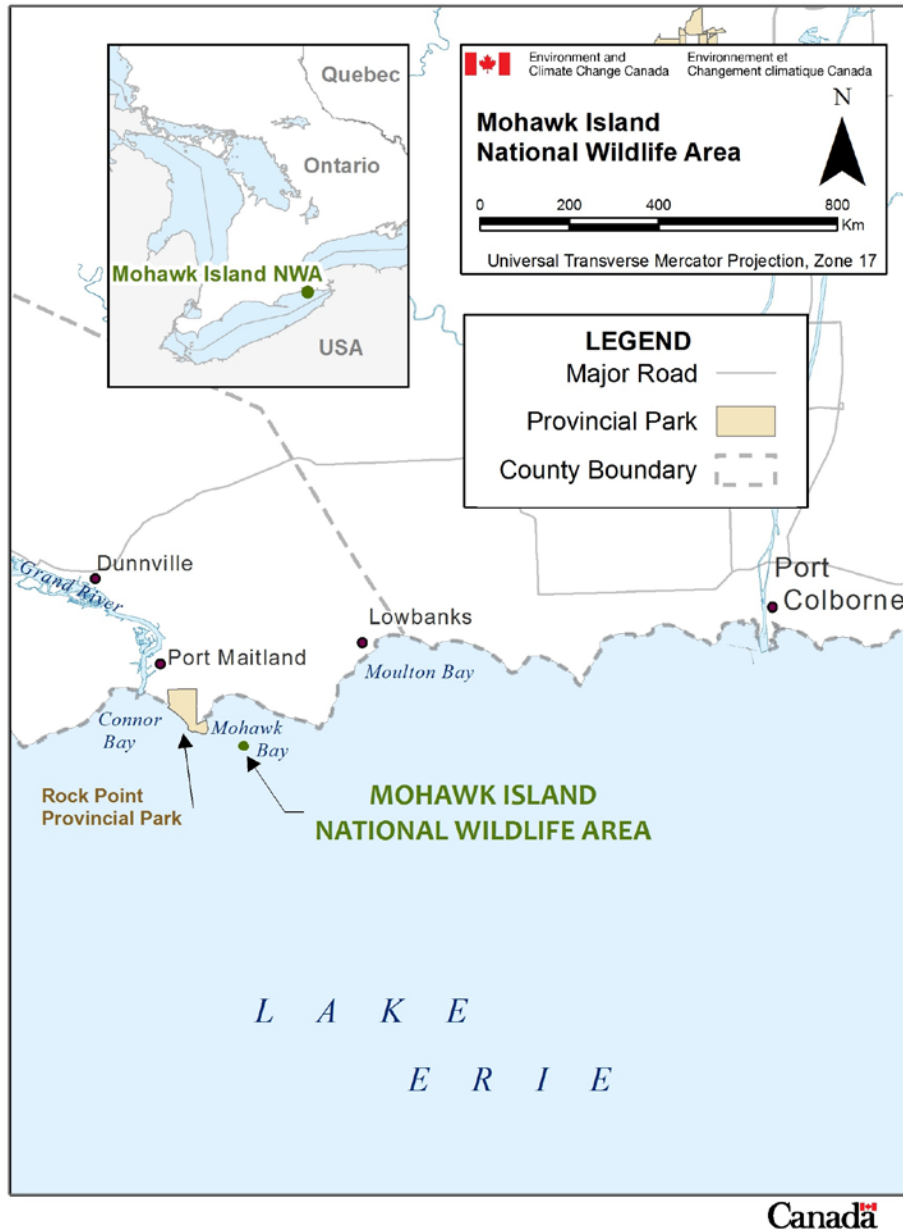 Quebec
Ontario
Mohawk Island NWA
USA
Environment and
Climate Change Canada
Environnement et
Changement climatique Canada
Mohawk Island
National Wildlife Area
N
0 200 400 800
Km
Universal Transverse Mercator Projection, Zone 17
LEGEND
Major Road
Provincial Park
County Boundary
Dunnville
Grand River
Port Maitland
Lowbanks
Moulton Bay
Port
Colborne
Connor
Bay
Mohawk
Bay
Rock Point
Provincial Park
MOHAWK ISLAND
NATIONAL WILDLIFE AREA
LAKE
ERIE
Canada